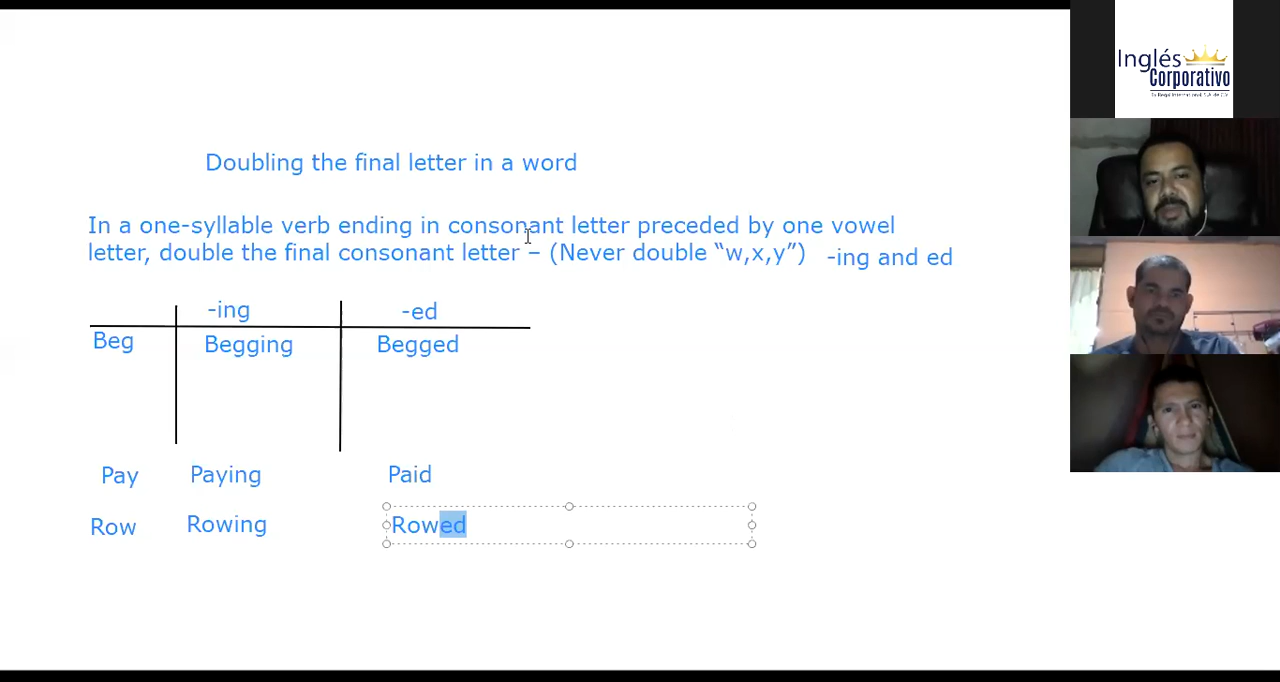 Doubling the final letter in a word
In a one-syllable verb ending in consonant letter preceded by one vowel
letter, double the final consonant letter – (Never double “w,x,y”) -ing and ed
-ing -ed
Beg Begging Begged
Pay Paying Paid
Row Rowing Rowed
Inglés
Corporativo